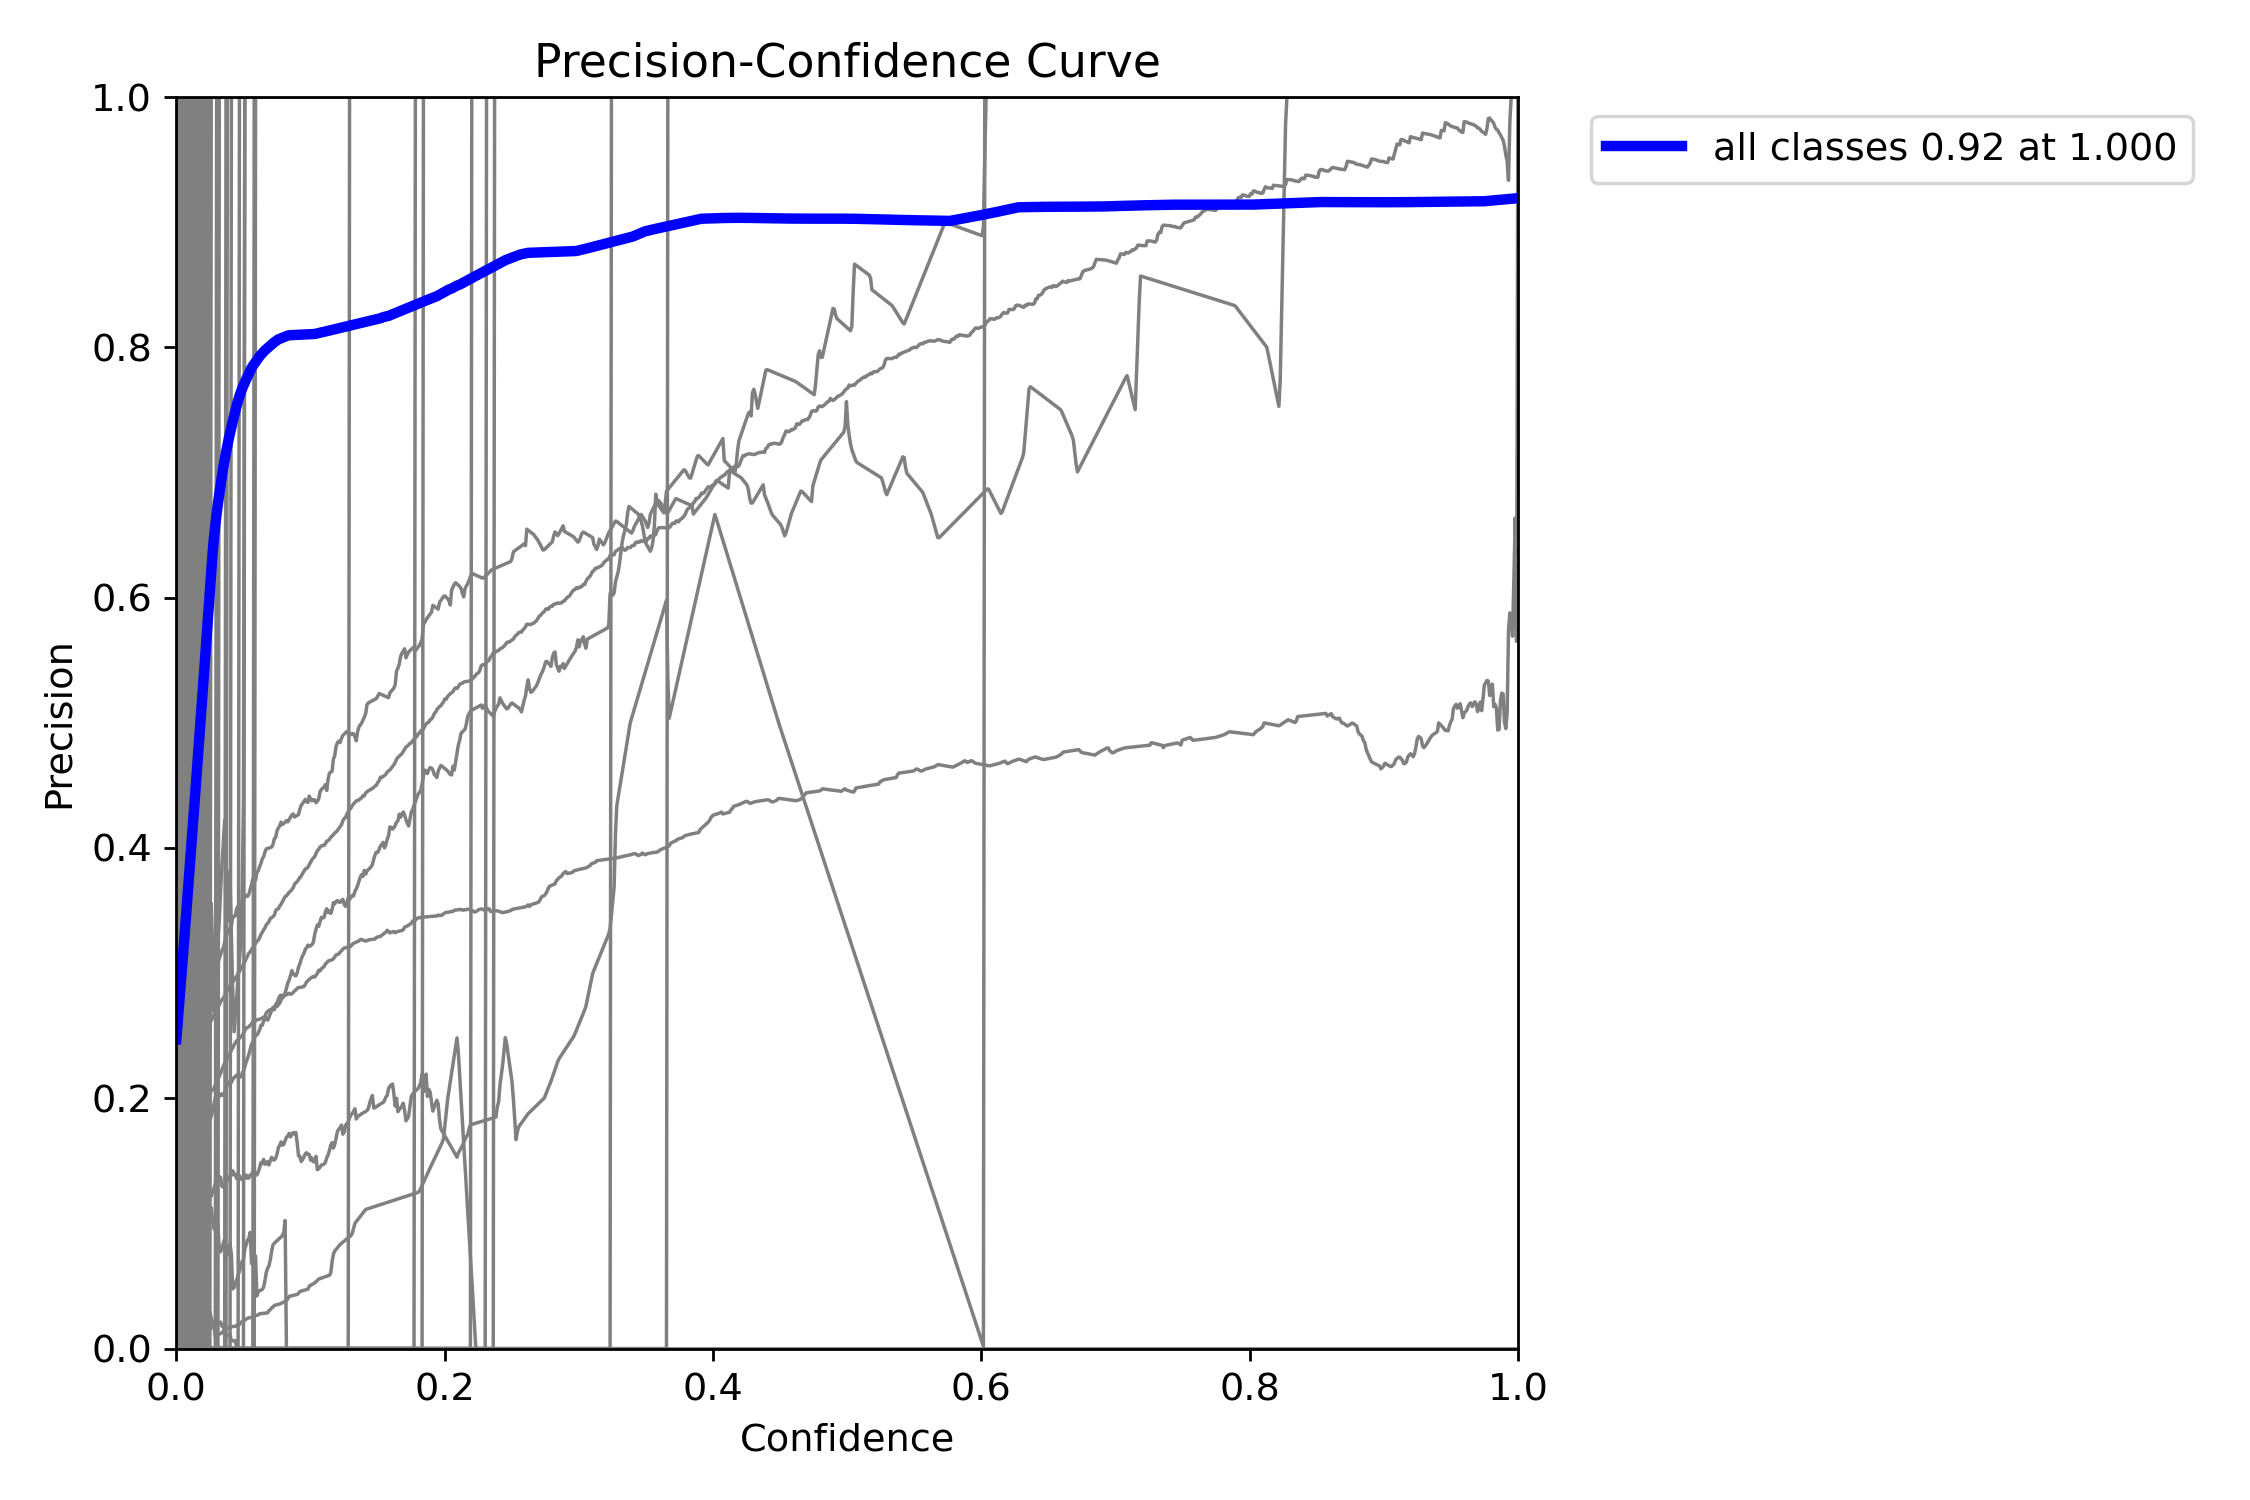 Precision-Confidence Curve
all classes 0.92 at 1.000
1.0
0.8
0.6
0.4
0.2
0.0
Precision
0.0 0.2 0.4 0.6 0.8 1.0
Confidence